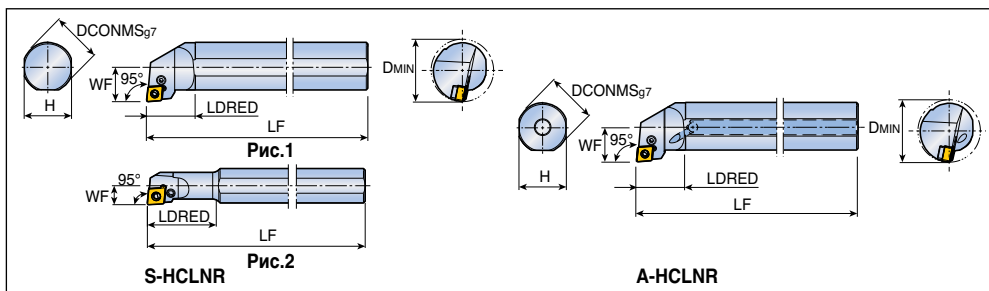 DCONMSg7
95°
WF
H
LDRED
LF
DMIN
Рис.1
95°
WF
LDRED
LF
Рис.2
S-HCLNR
DCONMSg7
95°
WF
H
LDRED
LF
DMIN
A-HCLNR